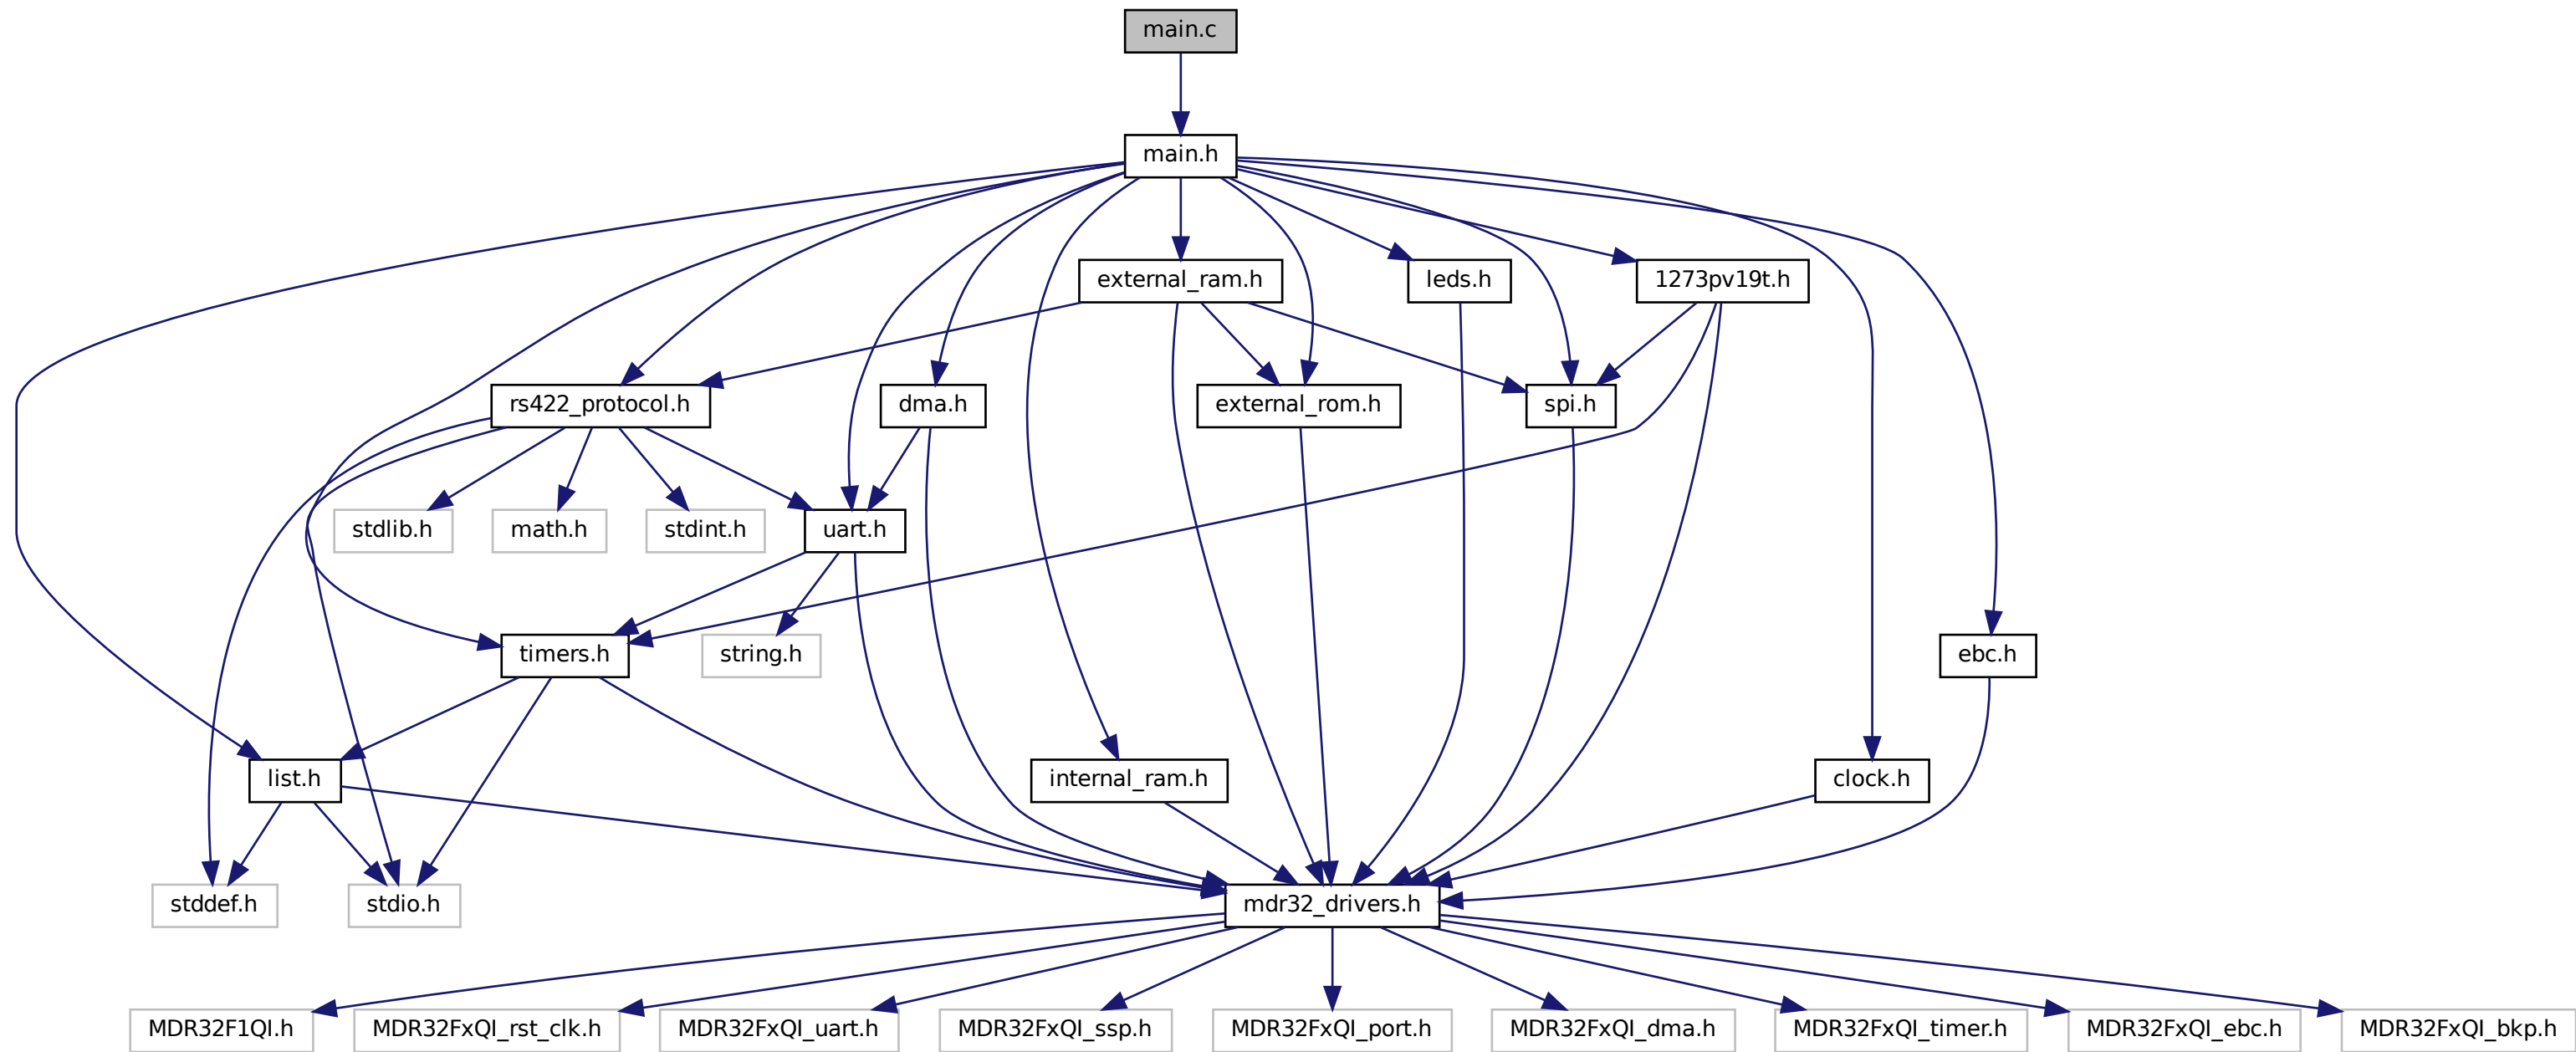 main.c
main.h
external_ram.h
leds.h
1273pv19t.h
rs422_protocol.h
dma.h
external_rom.h
spi.h
stdlib.h
math.h
stdint.h
uart.h
timers.h
string.h
ebc.h
list.h
internal_ram.h
clock.h
stddef.h
stdio.h
mdr32_drivers.h
MDR32F1QI.h
MDR32FxQI_rst_clk.h
MDR32FxQI_uart.h
MDR32FxQI_ssp.h
MDR32FxQI_port.h
MDR32FxQI_dma.h
MDR32FxQI_timer.h
MDR32FxQI_ebc.h
MDR32FxQI_bkp.h